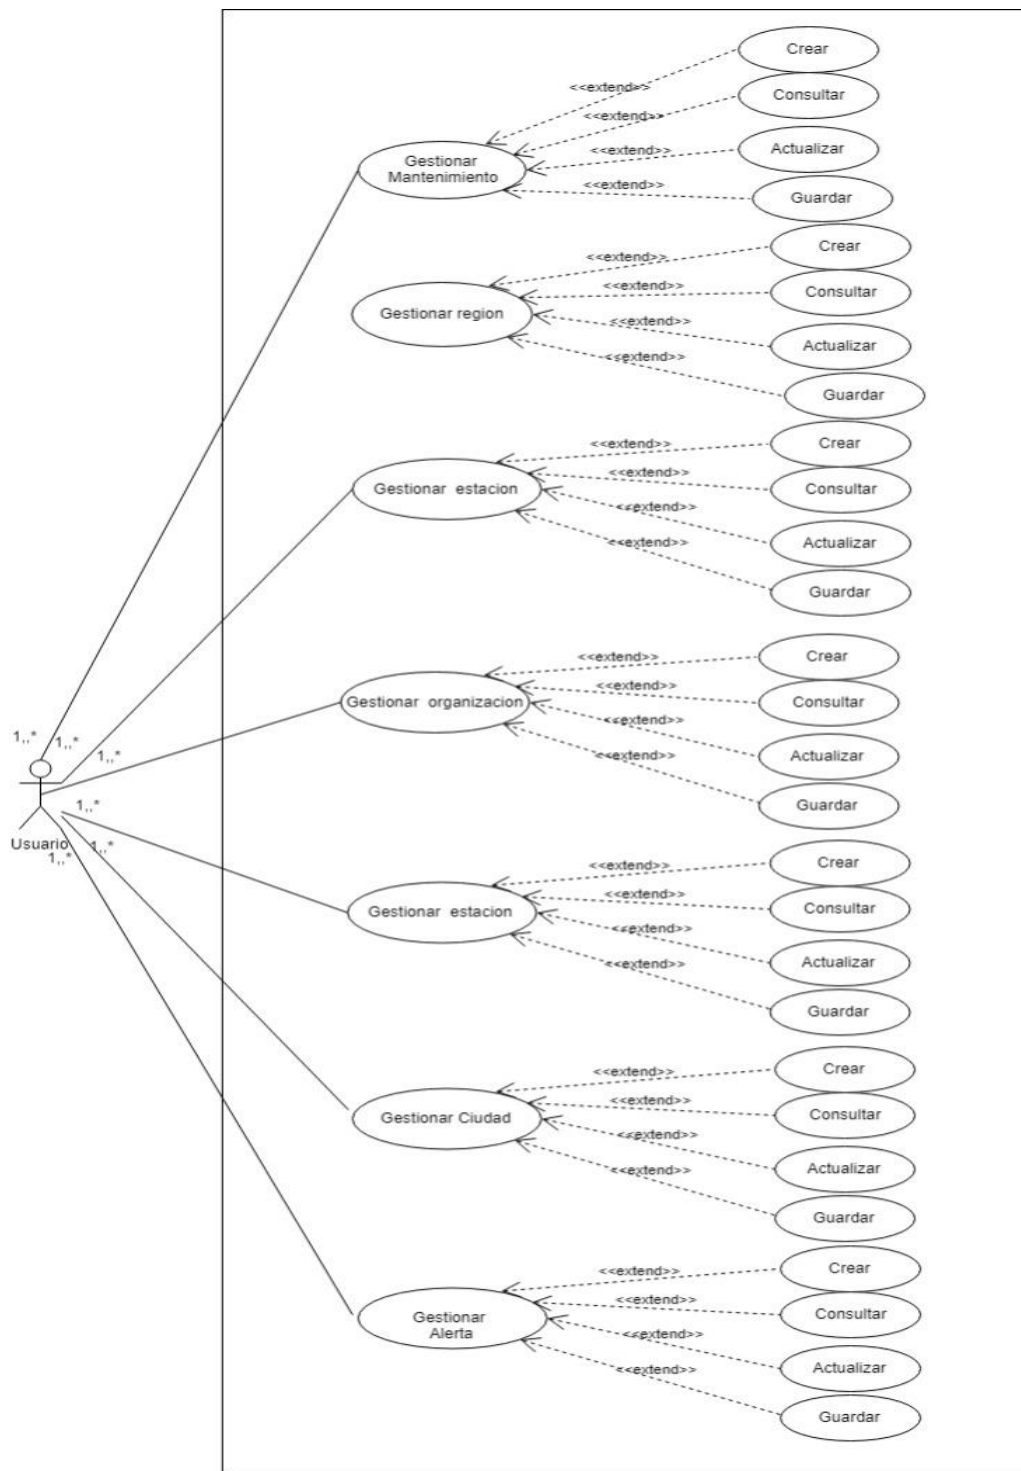 Crear
<<extend>>
Consultar
<<extend>>
Gestionar
Mantenimiento
<<extend>>
Actualizar
<<extend>>
Guardar
Crear
<<extend>>
Consultar
<<extend>>
Gestionar region
<<extend>>
Actualizar
<<extend>>
Guardar
Crear
<<extend>>
Consultar
<<extend>>
Gestionar estacion
<<extend>>
Actualizar
<<extend>>
Guardar
Crear
<<extend>>
Consultar
<<extend>>
Gestionar organizacion
<<extend>>
Actualizar
<<extend>>
Guardar
1,,*
1,,*
1,,*
1,,*
Usuario
1,,*
1,,*
Crear
<<extend>>
Consultar
<<extend>>
Gestionar estacion
<<extend>>
Actualizar
<<extend>>
Guardar
Crear
<<extend>>
Consultar
<<extend>>
Gestionar Ciudad
<<extend>>
Actualizar
<<extend>>
Guardar
Crear
<<extend>>
Consultar
<<extend>>
Gestionar
Alerta
<<extend>>
Actualizar
<<extend>>
Guardar